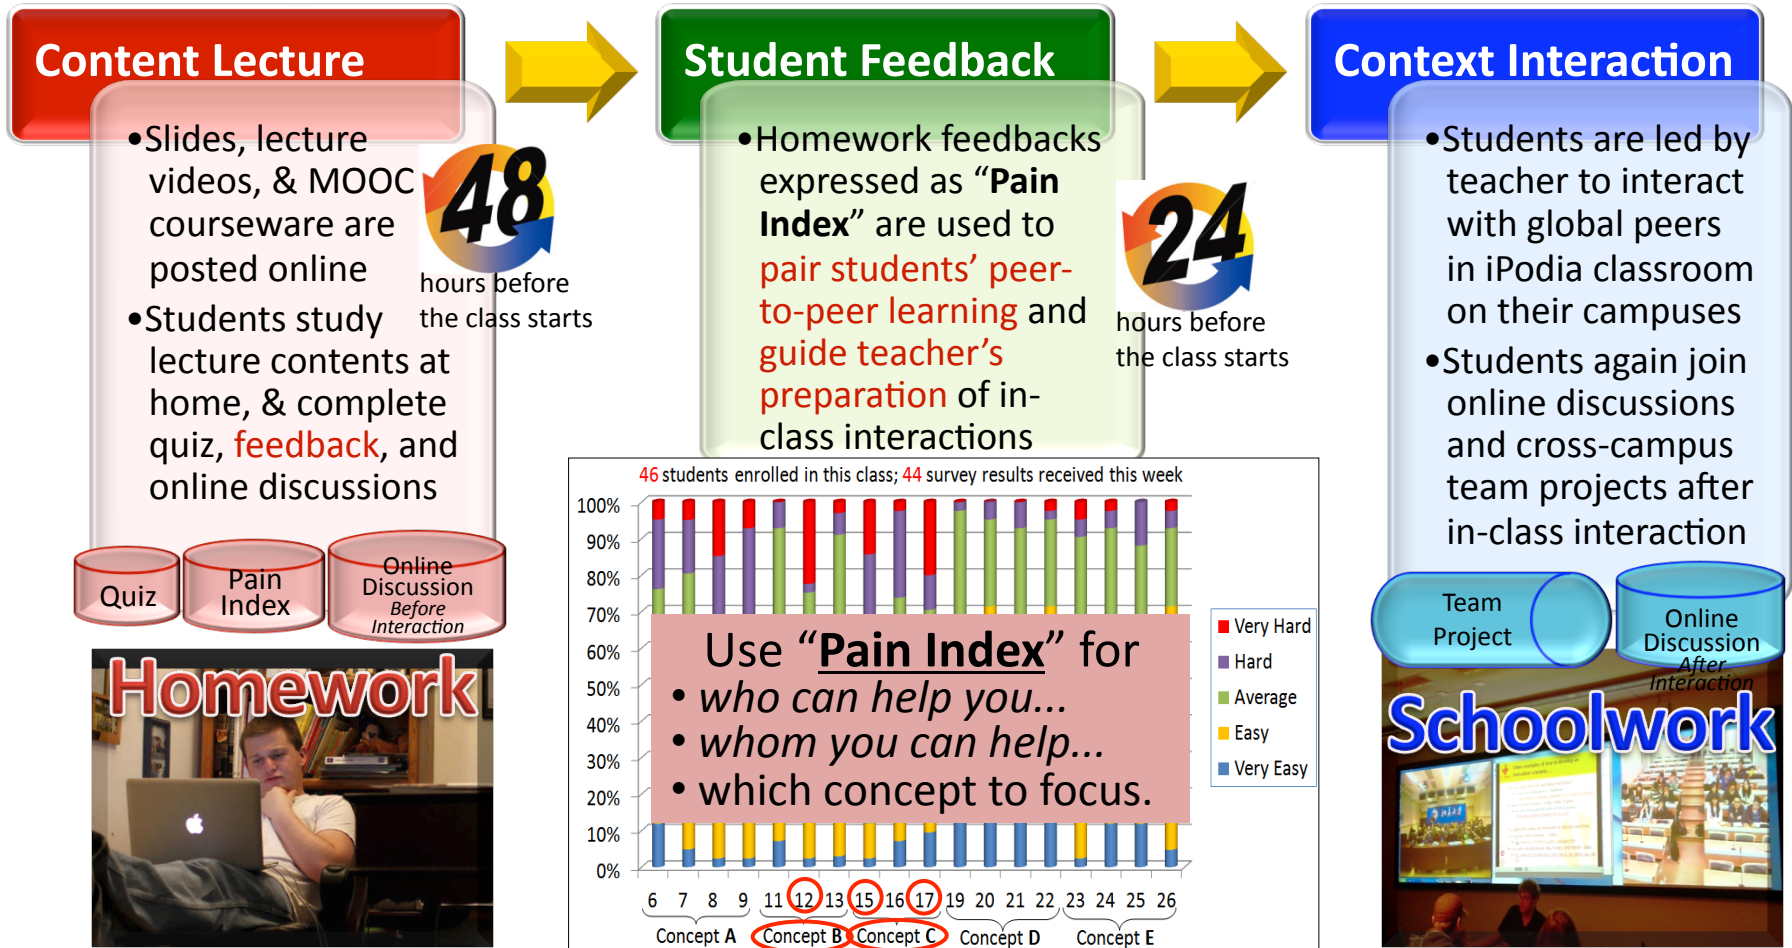 Content Lecture
•Slides, lecture
videos, & MOOC
courseware are
posted online
•Students study
lecture contents at
home, & complete
quiz, feedback, and
online discussions
48
hours before
the class starts
Quiz
Pain
Index
Online
Discussion
Before
Interaction
Homework
Student Feedback
•Homework feedbacks
expressed as “Pain
Index” are used to
pair students’ peer-
to-peer learning and
guide teacher’s
preparation of in-
class interactions
24
hours before
the class starts
46 students enrolled in this class; 44 survey results received this week
100%
90%
80%
70%
60%
50%
40%
30%
20%
10%
0%
Use “Pain Index” for
• who can help you...
• whom you can help...
• which concept to focus.
Very Hard
Hard
Average
Easy
Very Easy
6 7 8 9 11 12 13 15 16 17 19 20 21 22 23 24 25 26
Concept A Concept B Concept C Concept D Concept E
Context Interaction
•Students are led by
teacher to interact
with global peers
in iPodia classroom
on their campuses
•Students again join
online discussions
and cross-campus
team projects after
in-class interaction
Team
Project
Online
Discussion
After
Interaction
Schoolwork